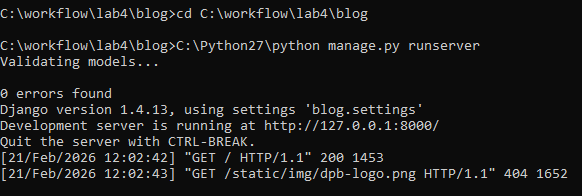 C:\workflow\lab4\blog>cd C:\workflow\lab4\blog
C:\workflow\lab4\blog>C:\Python27\python manage.py runserver
Validating models...
0 errors found
Django version 1.4.13, using settings 'blog.settings'
Development server is running at http://127.0.0.1:8000/
Quit the server with CTRL-BREAK.
[21/Feb/2026 12:02:42] "GET / HTTP/1.1" 200 1453
[21/Feb/2026 12:02:43] "GET /static/img/dpb-logo.png HTTP/1.1" 404 1652